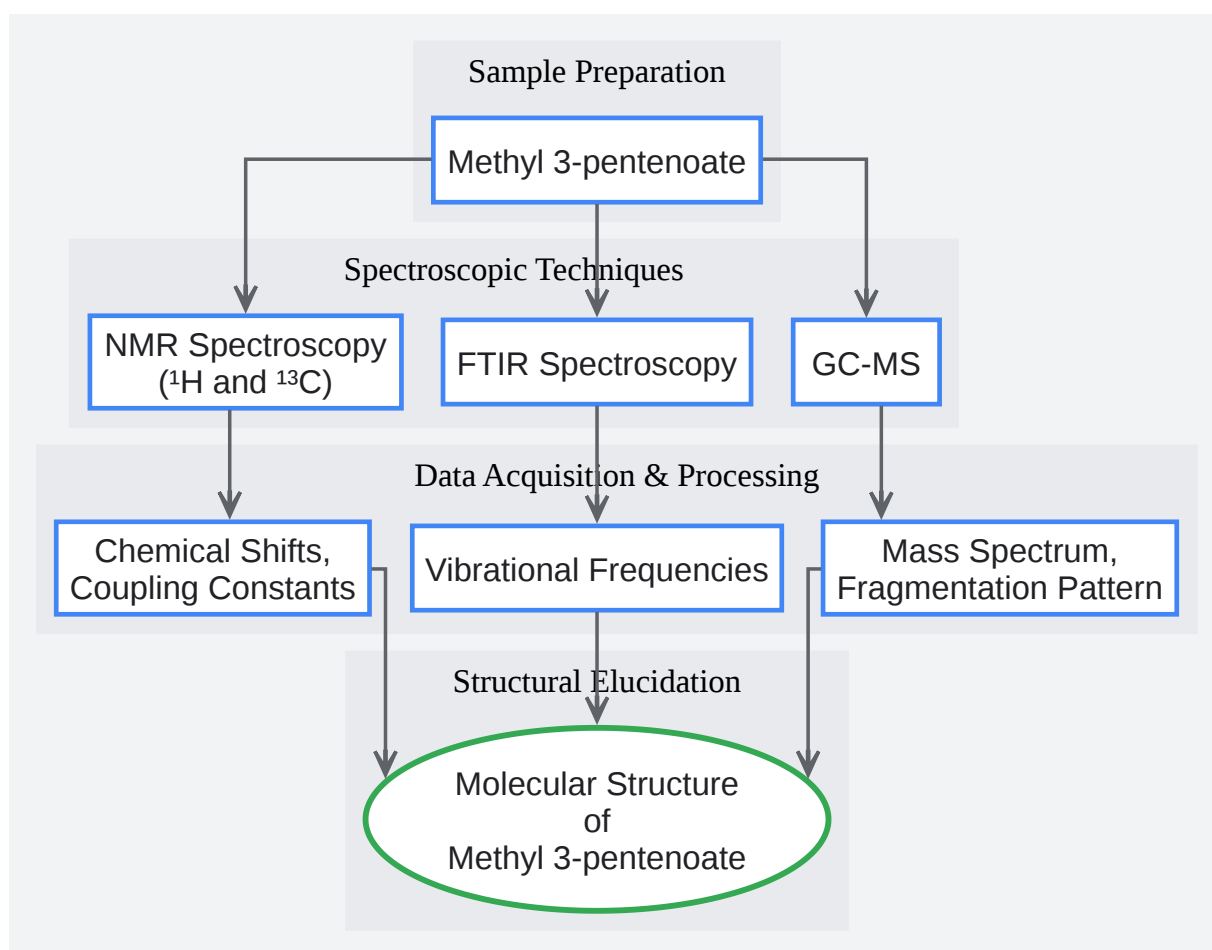 Sample Preparation
Methyl 3-pentenoate
Spectroscopic Techniques
NMR Spectroscopy
(¹H and ¹³C)
FTIR Spectroscopy
GC-MS
Data Acquisition & Processing
Chemical Shifts,
Coupling Constants
Vibrational Frequencies
Mass Spectrum,
Fragmentation Pattern
Structural Elucidation
Molecular Structure
of
Methyl 3-pentenoate